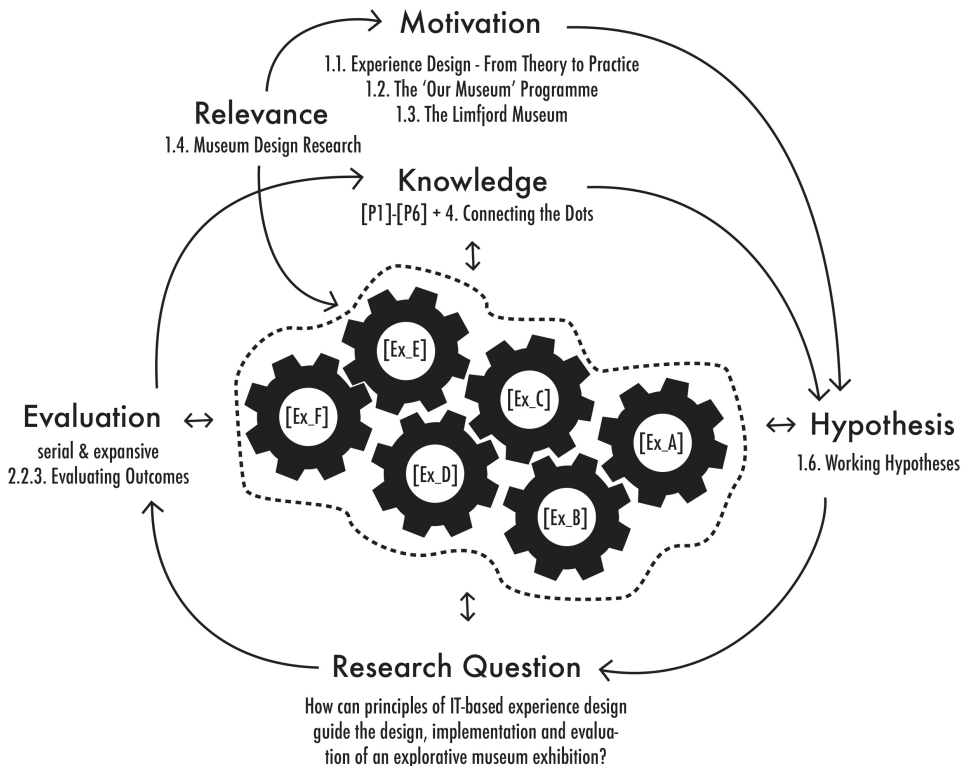 Motivation
1.1. Experience Design - From Theory to Practice
1.2. The ‘Our Museum’ Programme
1.3. The Limfjord Museum
Relevance
1.4. Museum Design Research
Knowledge
[P1]-[P6] + 4. Connecting the Dots
[Ex_E]
[Ex_F]
[Ex_C]
[Ex_A]
[Ex_D]
[Ex_B]
Evaluation
serial & expansive
2.2.3. Evaluating Outcomes
Hypothesis
1.6. Working Hypotheses
Research Question
How can principles of IT-based experience design
guide the design, implementation and evalua-
tion of an explorative museum exhibition?